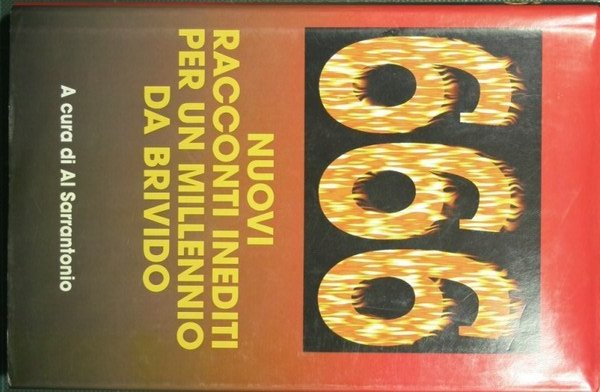 666
NUOVI
RACCONTI INEDITI
PER UN MILLENNIO
DA BRIVIDO
A cura di Al Sarrantonio